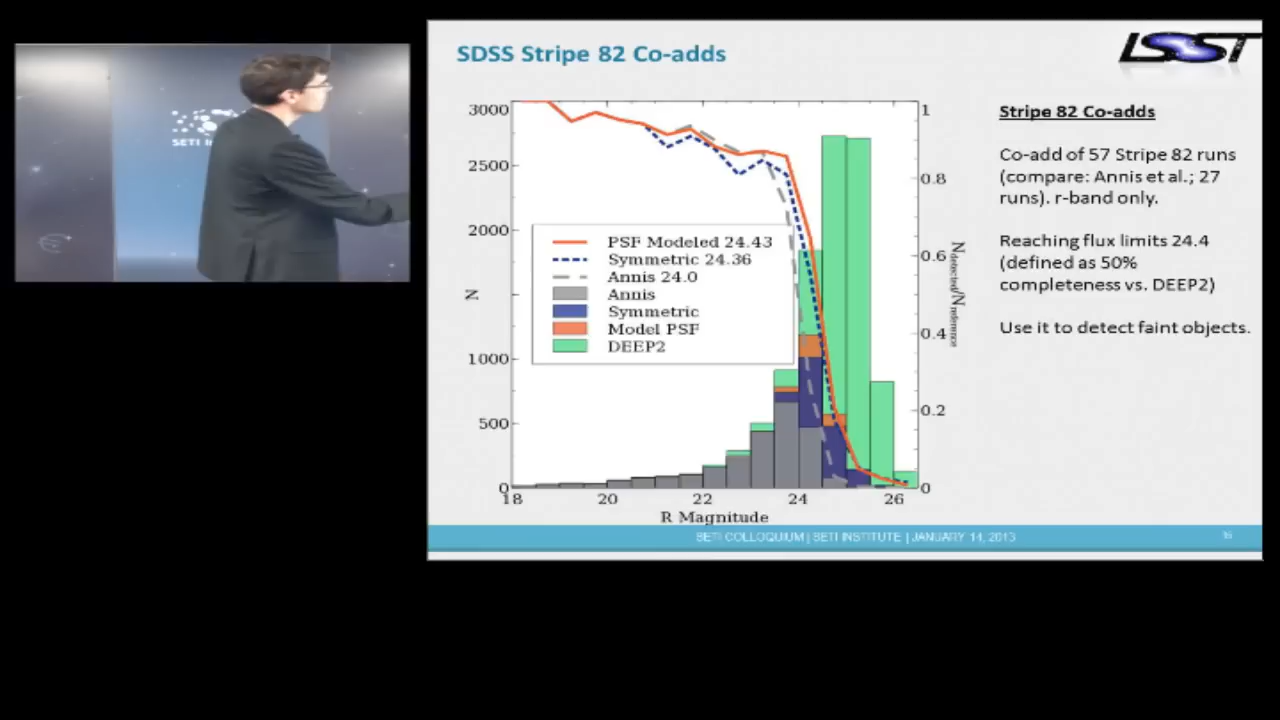 SETI
SDSS Stripe 82 Co-adds
LSST
3000
2500
2000
1000
500
0
1
0.8
0.6
0.4
0.2
0
18
20
22
24
26
N
R Magnitude
Ndetected/Nreference
PSF Modeled 24.43
Symmetric 24.36
Annis 24.0
Annis
Symmetric
Model PSF
DEEP2
Stripe 82 Co-adds
Co-add of 57 Stripe 82 runs
(compare: Annis et al.; 27
runs). r-band only.
Reaching flux limits 24.4
(defined as 50%
completeness vs. DEEP2)
Use it to detect faint objects.
SETI COLLOQUIUM | SETI INSTITUTE | JANUARY 14, 2013